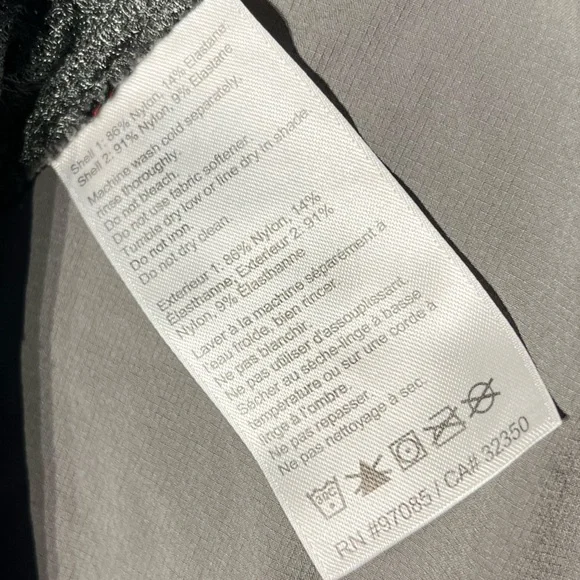 Shell 1: 86% Nylon, 14% Elastane
Shell 2: 91% Nylon, 9% Elastane
Machine wash cold separately,
rinse thoroughly.
Do not bleach.
Do not use fabric softener.
Tumble dry low or line dry in shade.
Do not iron.
Do not dry clean.
Exterieur 1: 86% Nylon, 14%
Élasthanne, Exterieur 2: 91%
Nylon, 9% Élasthanne
Laver à la machine séparément à
l'eau froide, bien rincer.
Ne pas blanchir.
Ne pas utiliser d'assouplissant.
Sécher au sèche-linge à basse
température ou sur une corde à
linge à l'ombre.
Ne pas repasser.
Ne pas nettoyage à sec.
30C
RN #97085 / CA# 32350